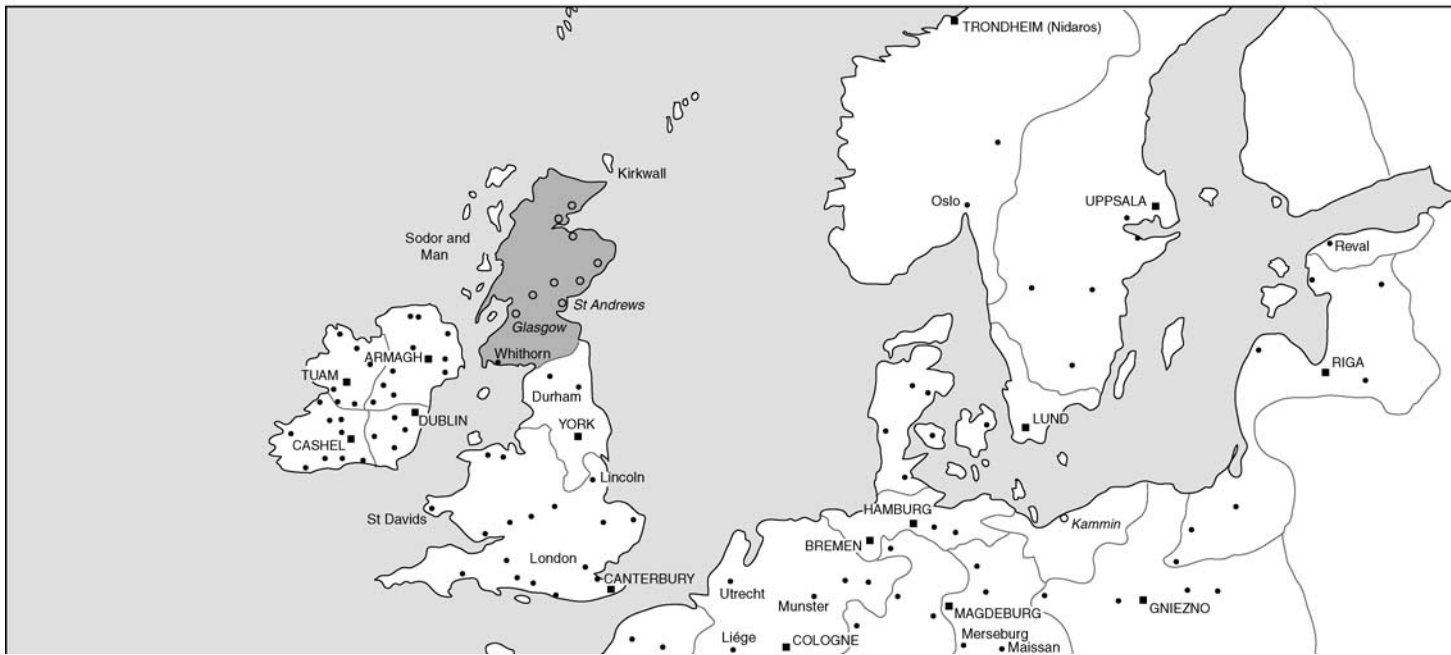 TRONDHEIM (Nidaros)
Kirkwall
Oslo
UPPSALA
Sodor and
Man
Reval
St Andrews
Glasgow
Whithorn
ARMAGH
TUAM
RIGA
Durham
DUBLIN
YORK
LUND
CASHEL
Lincoln
St Davids
HAMBURG
Kammin
BREMEN
London
CANTERBURY
Utrecht
Munster
MAGDEBURG
GNIEZNO
Liége
COLOGNE
Merseburg
Maissan